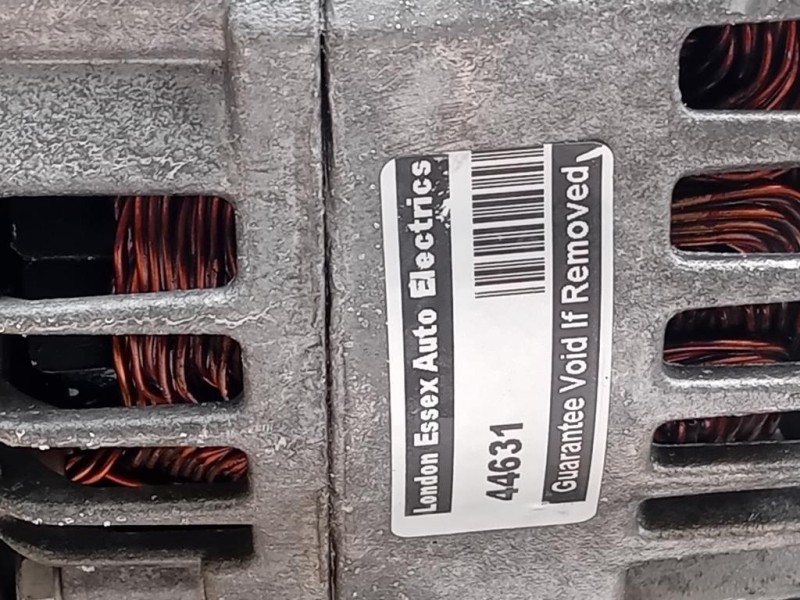 London Essex Auto Electrics
44631
Guarantee Void If Removed